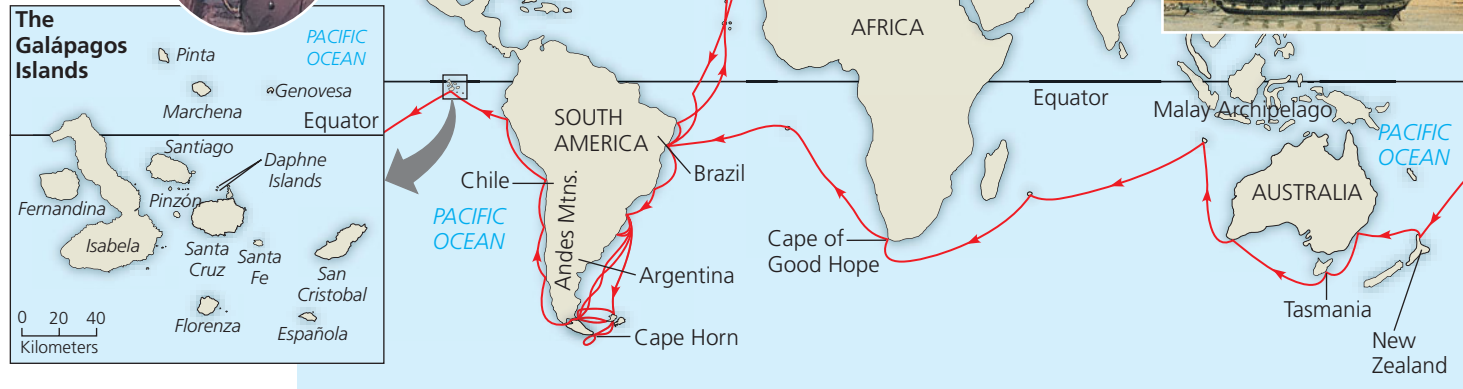 The
Galápagos
Islands
PACIFIC
OCEAN
Pinta
Genovesa
Marchena
Equator
Santiago
Daphne
Islands
Pinzón
Fernandina
Isabela
Santa
Cruz
Santa
Fe
San
Cristobal
Florenza
Española
0 20 40
Kilometers
PACIFIC
OCEAN
Chile
SOUTH
AMERICA
Andes Mtns.
Brazil
Argentina
Cape Horn
AFRICA
Cape of
Good Hope
Equator
Malay Archipelago
PACIFIC
OCEAN
AUSTRALIA
Tasmania
New
Zealand